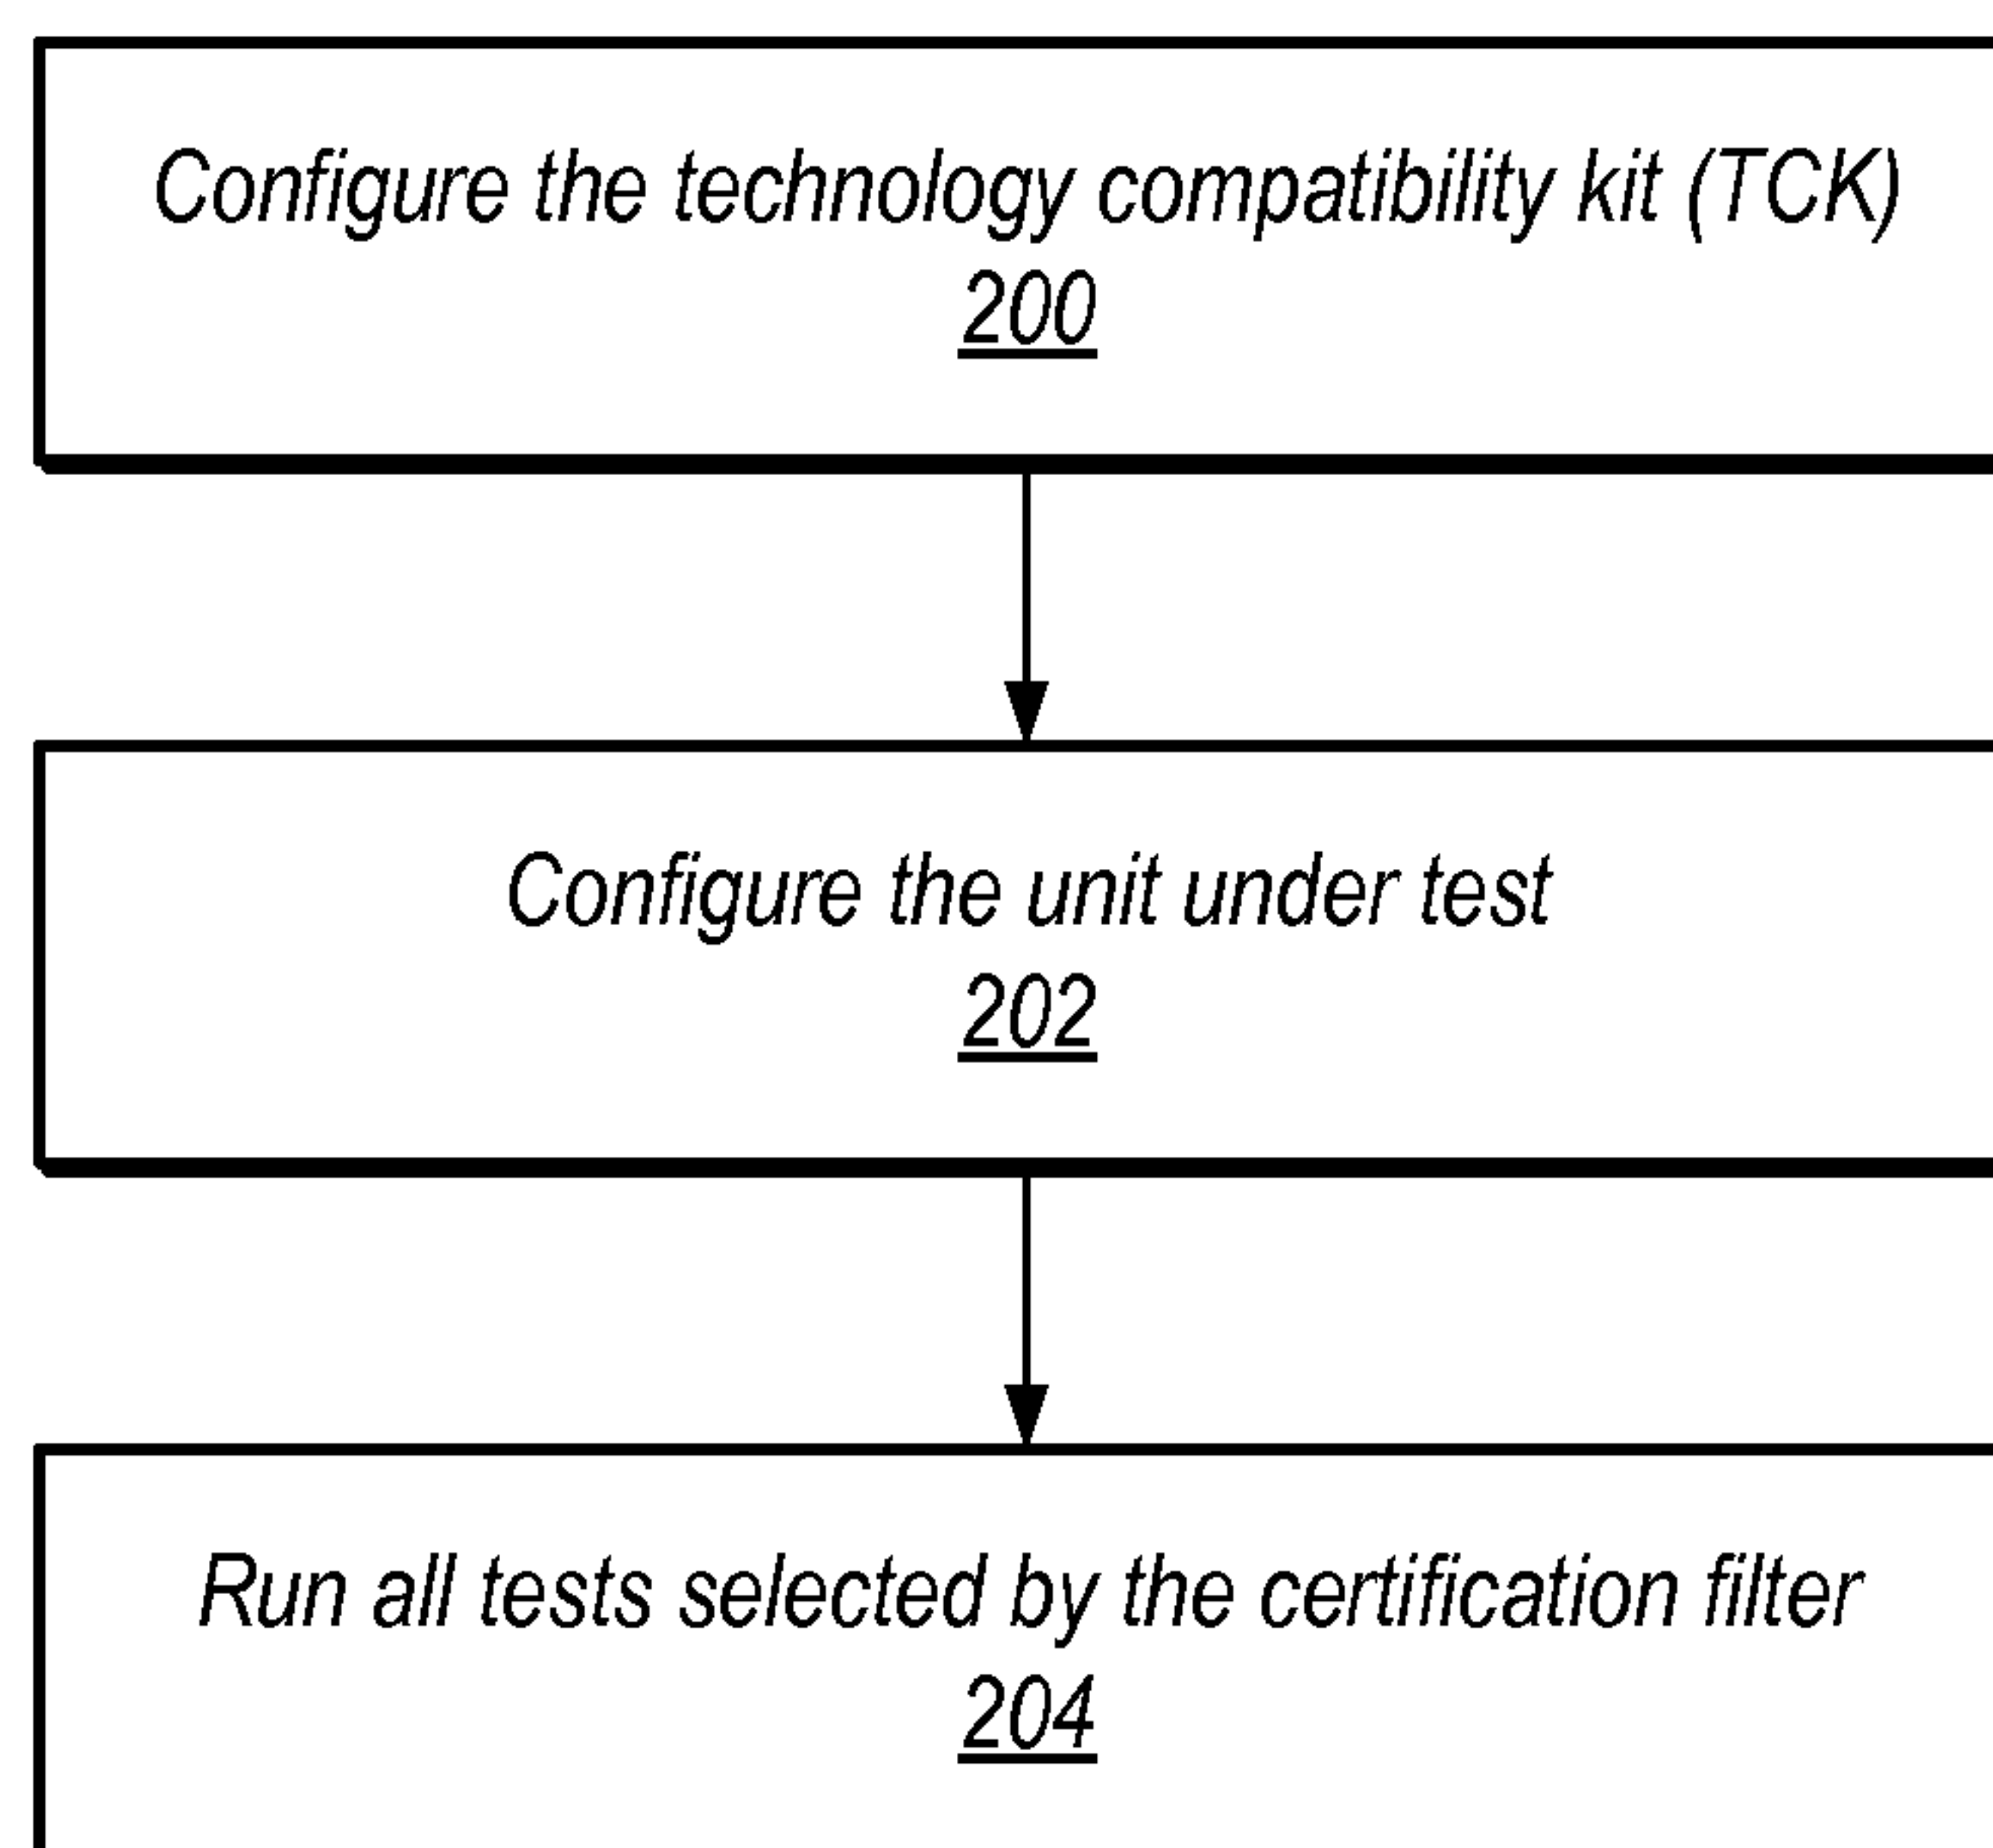 Configure the technology compatibility kit (TCK)
200
Configure the unit under test
202
Run all tests selected by the certification filter
204